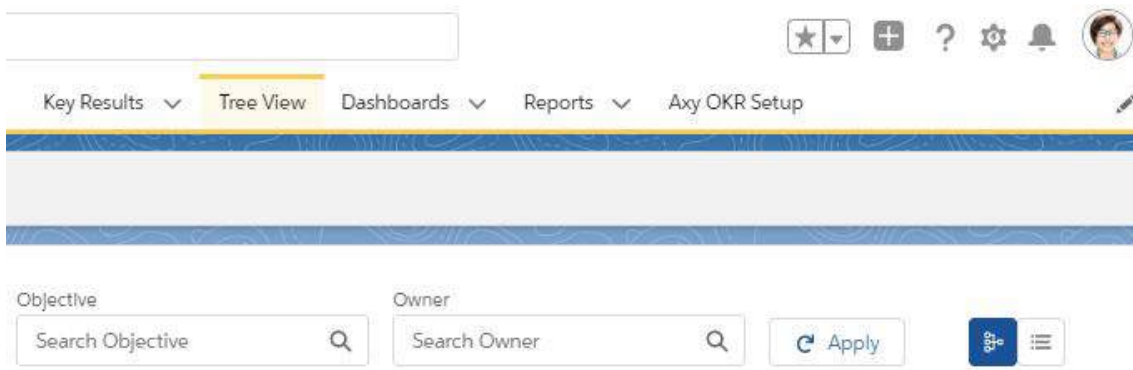 Key Results Tree View Dashboards Reports Axy OKR Setup
Objective Owner
Search Objective Search Owner Apply